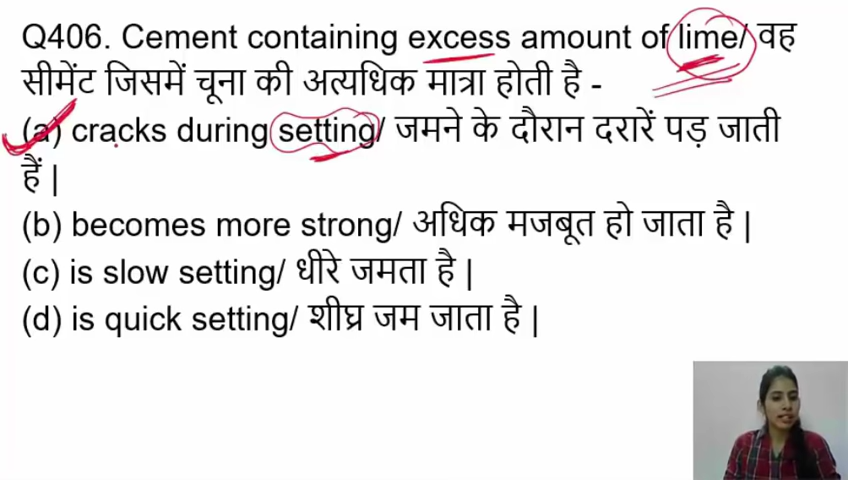 Q406. Cement containing excess amount of lime/ वह
सीमेंट जिसमें चूना की अत्यधिक मात्रा होती है -
(a) cracks during setting/ जमने के दौरान दरारें पड़ जाती
हैं |
(b) becomes more strong/ अधिक मजबूत हो जाता है |
(c) is slow setting/ धीरे जमता है |
(d) is quick setting/ शीघ्र जम जाता है |